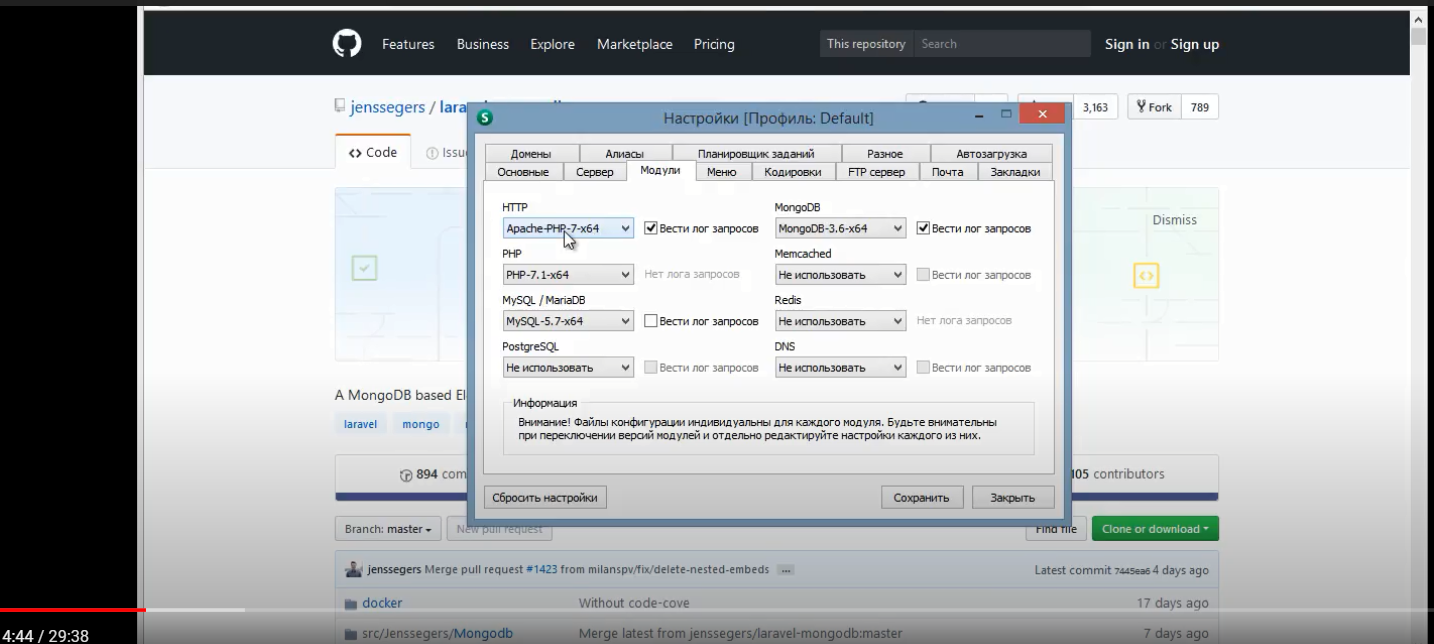 Features Business Explore Marketplace Pricing This repository Search Sign in or Sign up
jenssegers / lara
3,163 Fork 789
Code Issu
Настройки [Профиль: Default]
Домены Алиасы Планировщик заданий Разное Автозагрузка
Основные Сервер Модули Меню Кодировки FTP сервер Почта Закладки
HTTP MongoDB
Apache-PHP-7-x64 Вести лог запросов MongoDB-3.6-x64 Вести лог запросов
PHP Memcached
PHP-7.1-x64 Нет лога запросов Не использовать Вести лог запросов
MySQL / MariaDB Redis
MySQL-5.7-x64 Вести лог запросов Не использовать Нет лога запросов
PostgreSQL DNS
Не использовать Вести лог запросов Не использовать Вести лог запросов
Информация
Внимание! Файлы конфигурации индивидуальны для каждого модуля. Будьте внимательны
при переключении версий модулей и отдельно редактируйте настройки каждого из них.
Сбросить настройки Сохранить Закрыть
Dismiss
A MongoDB based El
laravel mongo
894 com 105 contributors
Branch: master New pull request Find file Clone or download
jenssegers Merge pull request #1423 from milanspv/fix/delete-nested-embeds ... Latest commit 7445ea6 4 days ago
docker Without code-cove 17 days ago
src/Jenssegers/Mongodb Merge latest from jenssegers/laravel-mongodb:master 7 days ago
4:44 / 29:38